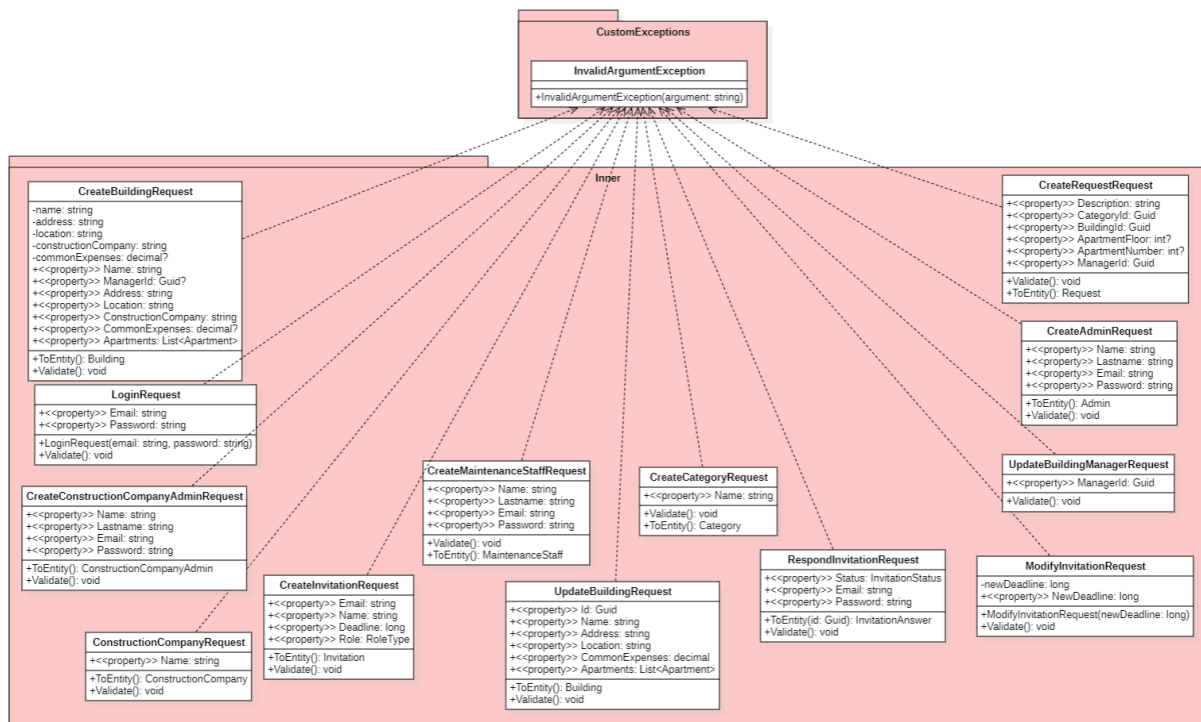 CustomExceptions
InvalidArgumentException
+InvalidArgumentException(argument: string)
Inner
CreateBuildingRequest
-name: string
-address: string
-location: string
-constructionCompany: string
-commonExpenses: decimal?
+<<property>> Name: string
+<<property>> ManagerId: Guid?
+<<property>> Address: string
+<<property>> Location: string
+<<property>> ConstructionCompany: string
+<<property>> CommonExpenses: decimal?
+<<property>> Apartments: List<Apartment>
+ToEntity(): Building
+Validate(): void
CreateRequestRequest
+<<property>> Description: string
+<<property>> CategoryId: Guid
+<<property>> BuildingId: Guid
+<<property>> ApartmentFloor: int?
+<<property>> ApartmentNumber: int?
+<<property>> ManagerId: Guid
+Validate(): void
+ToEntity(): Request
CreateAdminRequest
+<<property>> Name: string
+<<property>> Lastname: string
+<<property>> Email: string
+<<property>> Password: string
+ToEntity(): Admin
+Validate(): void
LoginRequest
+<<property>> Email: string
+<<property>> Password: string
+LoginRequest(email: string, password: string)
+Validate(): void
CreateMaintenanceStaffRequest
+<<property>> Name: string
+<<property>> Lastname: string
+<<property>> Email: string
+<<property>> Password: string
+Validate(): void
+ToEntity(): MaintenanceStaff
CreateCategoryRequest
+<<property>> Name: string
+Validate(): void
+ToEntity(): Category
UpdateBuildingManagerRequest
+<<property>> ManagerId: Guid
+Validate(): void
CreateConstructionCompanyAdminRequest
+<<property>> Name: string
+<<property>> Lastname: string
+<<property>> Email: string
+<<property>> Password: string
+ToEntity(): ConstructionCompanyAdmin
+Validate(): void
RespondInvitationRequest
+<<property>> Status: InvitationStatus
+<<property>> Email: string
+<<property>> Password: string
+ToEntity(id: Guid): InvitationAnswer
+Validate(): void
ModifyInvitationRequest
-newDeadline: long
+<<property>> NewDeadline: long
+ModifyInvitationRequest(newDeadline: long)
+Validate(): void
CreateInvitationRequest
+<<property>> Email: string
+<<property>> Name: string
+<<property>> Deadline: long
+<<property>> Role: RoleType
+ToEntity(): Invitation
+Validate(): void
UpdateBuildingRequest
+<<property>> Id: Guid
+<<property>> Name: string
+<<property>> Address: string
+<<property>> Location: string
+<<property>> CommonExpenses: decimal
+<<property>> Apartments: List<Apartment>
+ToEntity(): Building
+Validate(): void
ConstructionCompanyRequest
+<<property>> Name: string
+ToEntity(): ConstructionCompany
+Validate(): void